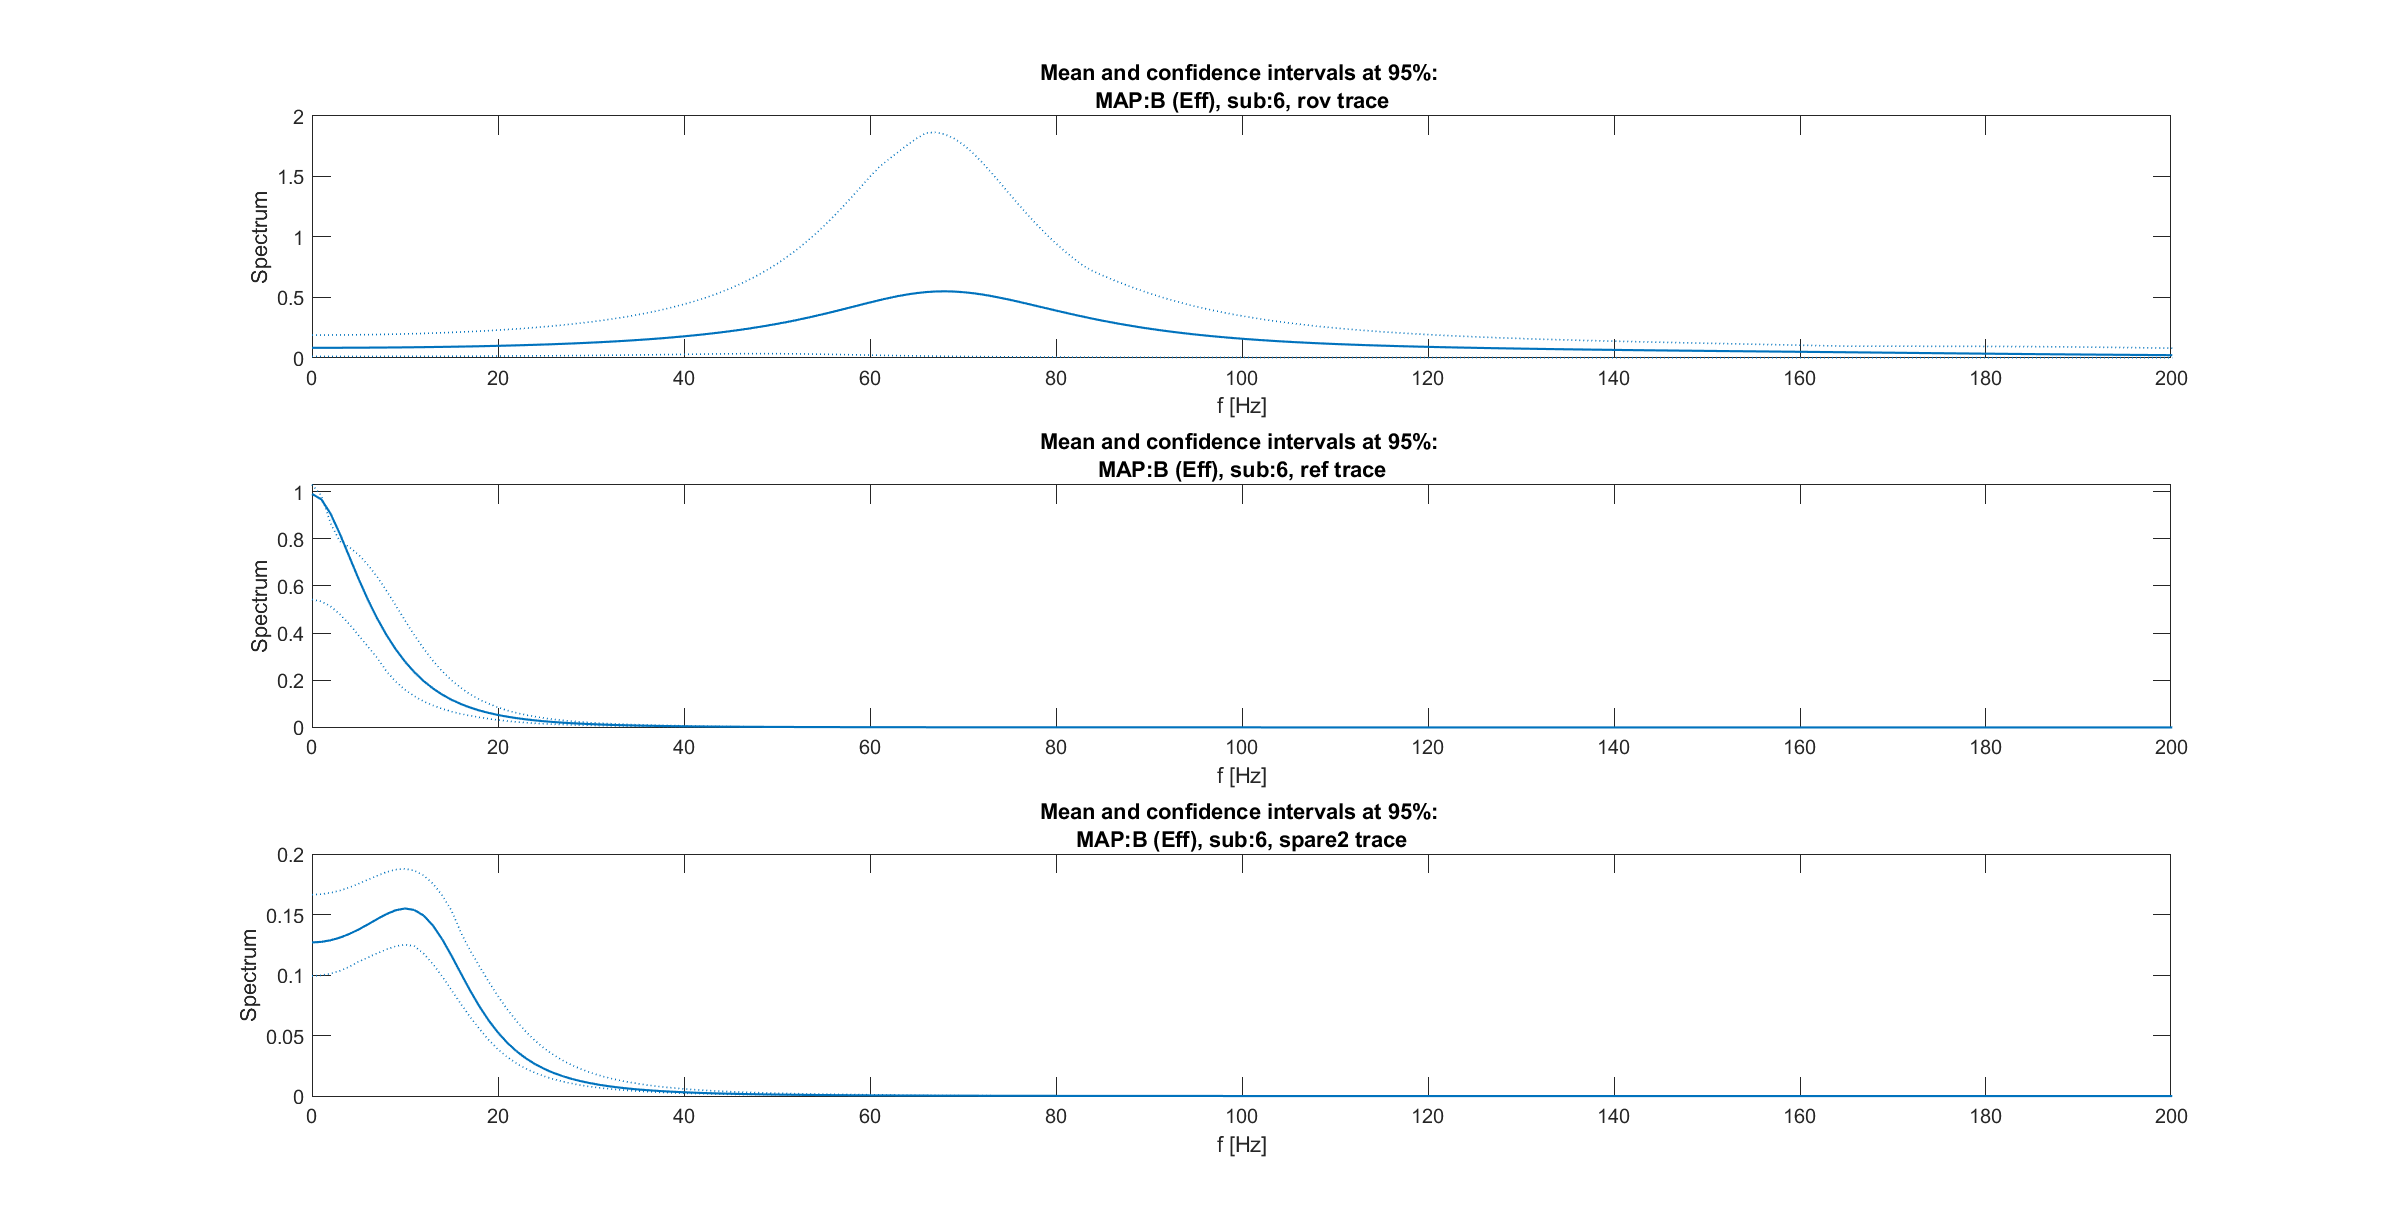 Mean and confidence intervals at 95%:
MAP:B (Eff), sub:6, rov trace
2
1.5
1
0.5
0
Spectrum
0 20 40 60 80 100 120 140 160 180 200
f [Hz]
Mean and confidence intervals at 95%:
MAP:B (Eff), sub:6, ref trace
1
0.8
0.6
0.4
0.2
0
Spectrum
0 20 40 60 80 100 120 140 160 180 200
f [Hz]
Mean and confidence intervals at 95%:
MAP:B (Eff), sub:6, spare2 trace
0.2
0.15
0.1
0.05
0
Spectrum
0 20 40 60 80 100 120 140 160 180 200
f [Hz]